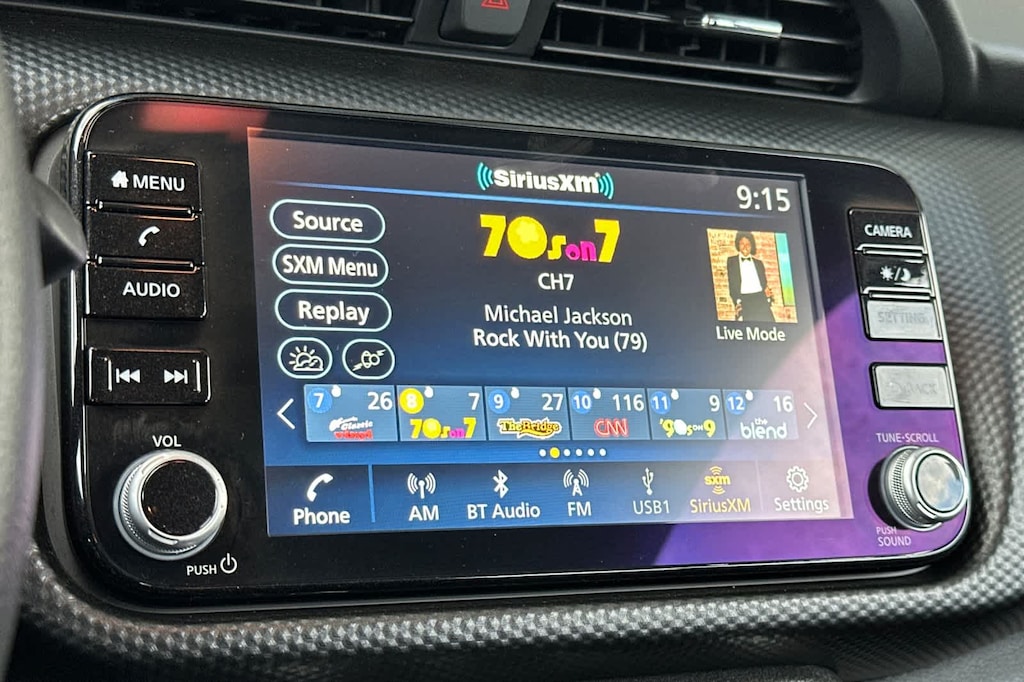 SiriusXM
9:15
MENU
AUDIO
VOL
PUSH
Source
SXM Menu
Replay
70s on 7
CH7
Michael Jackson
Rock With You (79)
Live Mode
7 26
8 7
9 27
10 116
11 9
12 16
Classic
70s on 7
The Bridge
CNN
'90s ON 9
the blend
Phone
AM
BT Audio
FM
USB1
sxm
SiriusXM
Settings
CAMERA
SETTING
BACK
TUNE·SCROLL
PUSH
SOUND